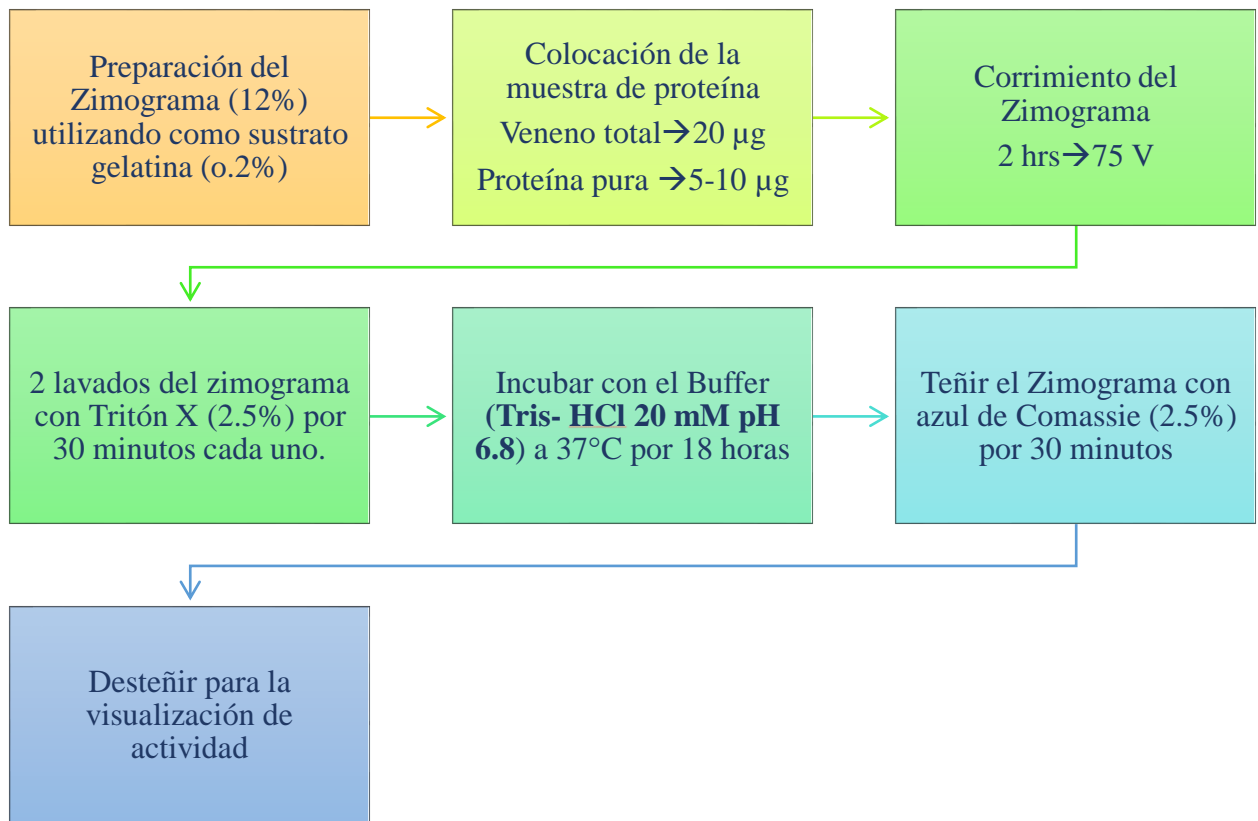 Preparación del
Zimograma (12%)
utilizando como sustrato
gelatina (o.2%)
Colocación de la
muestra de proteína
Veneno total→20 µg
Proteína pura →5-10 µg
Corrimiento del
Zimograma
2 hrs→75 V
2 lavados del zimograma
con Tritón X (2.5%) por
30 minutos cada uno.
Incubar con el Buffer
(Tris- HCl 20 mM pH
6.8) a 37°C por 18 horas
Teñir el Zimograma con
azul de Comassie (2.5%)
por 30 minutos
Desteñir para la
visualización de
actividad